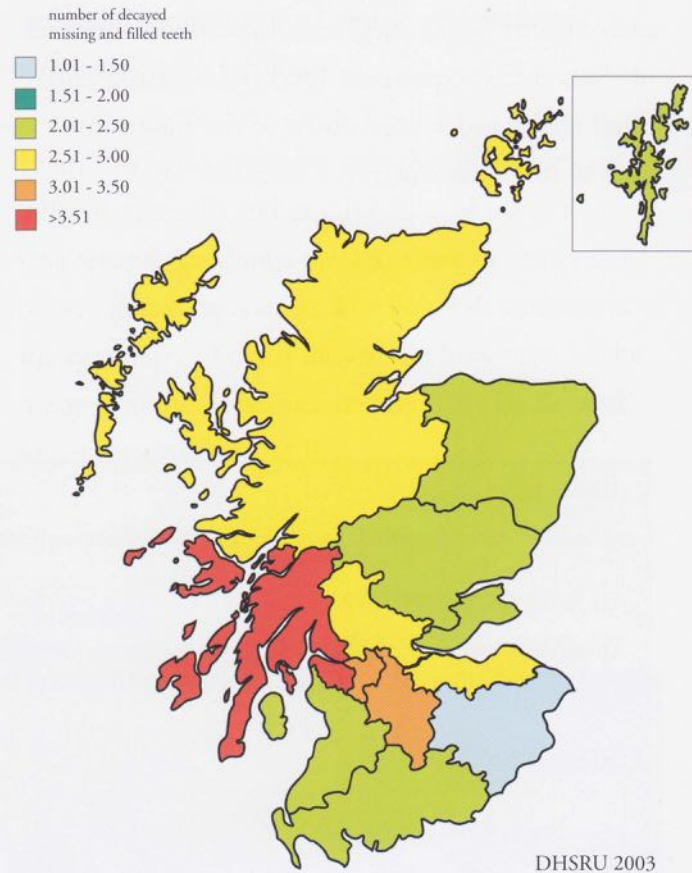 number of decayed
missing and filled teeth
1.01 - 1.50
1.51 - 2.00
2.01 - 2.50
2.51 - 3.00
3.01 - 3.50
>3.51
DHSRU 2003